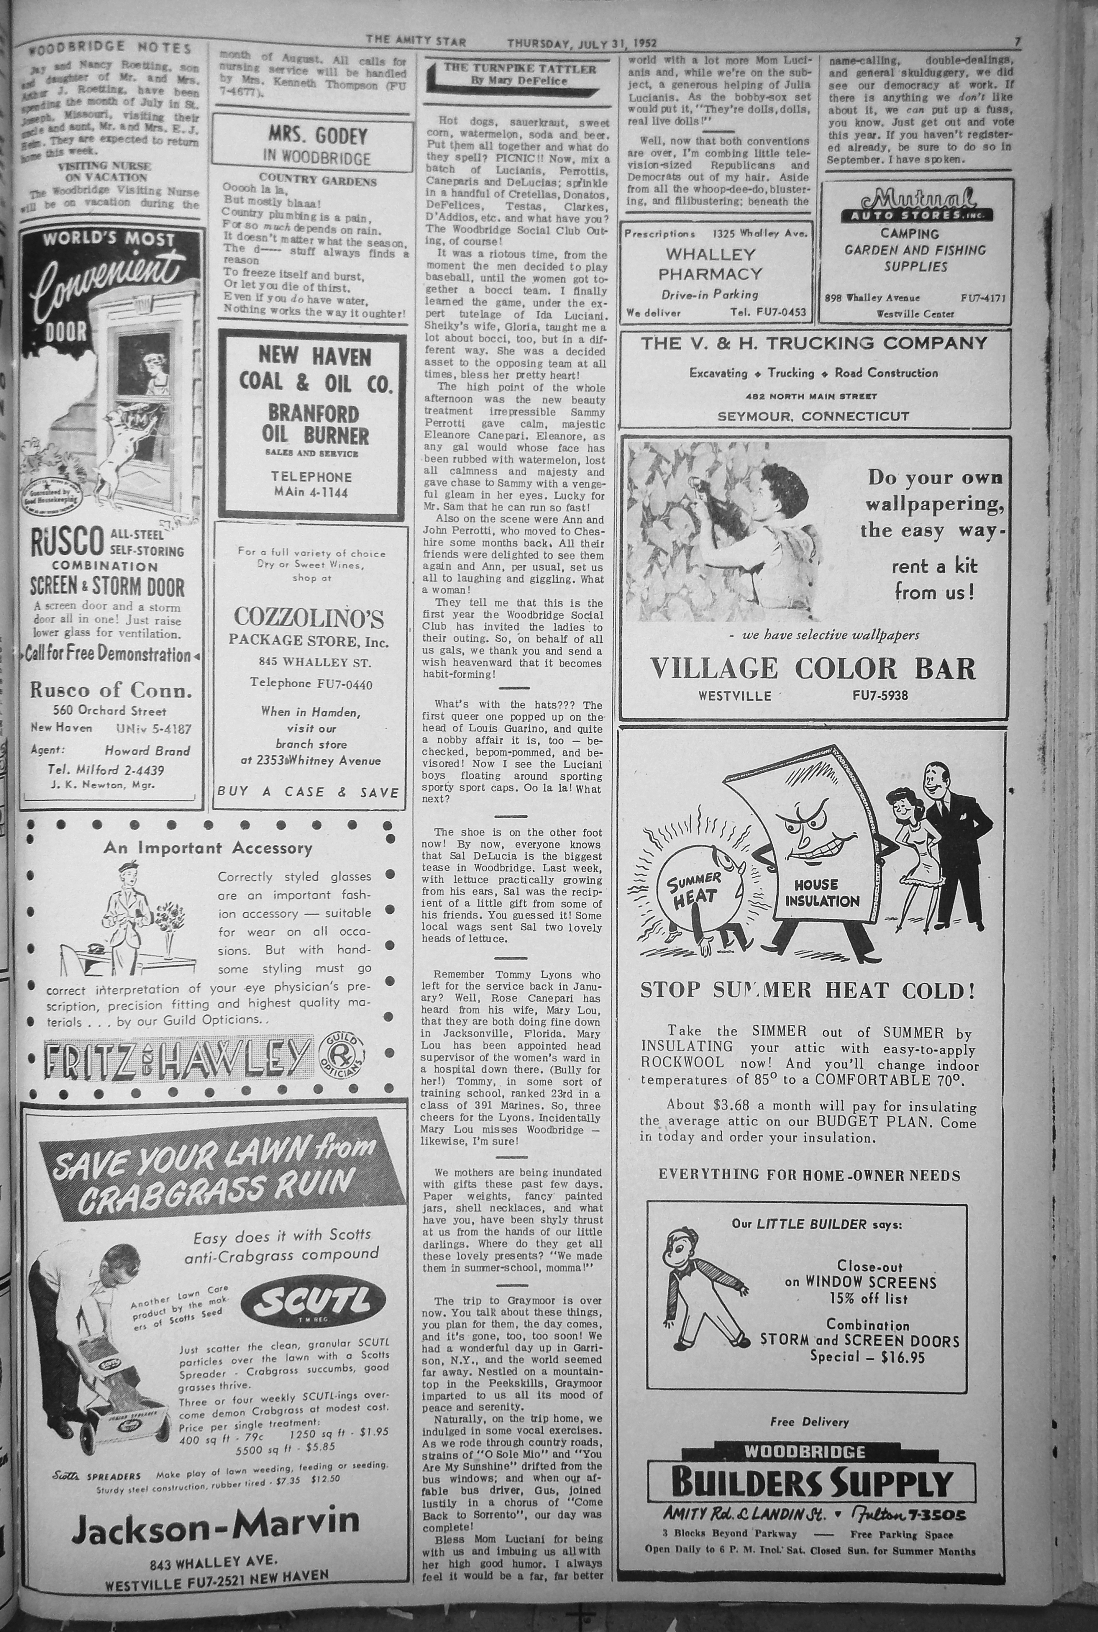 THE AMITY STAR THURSDAY, JULY 31, 1952 7
WOODBRIDGE NOTES
Jay and Nancy Roetting, son
and daughter of Mr. and Mrs.
Arthur J. Roetting, have been
spending the month of July in St.
Joseph, Missouri, visiting their
uncle and aunt, Mr. and Mrs. E. J.
They are expected to return
home this week.
VISITING NURSE
ON VACATION
The Woodbridge Visiting Nurse
will be on vacation during the
month of August. All calls for
nursing service will be handled
by Mrs. Kenneth Thompson (FU
7-4677).
MRS. GODEY
IN WOODBRIDGE
COUNTRY GARDENS
Ooooh la la,
But mostly blaaa!
Country plumbing is a pain,
For so much depends on rain.
It doesn't matter what the season,
The d---- stuff always finds a
reason
To freeze itself and burst,
Or let you die of thirst.
Even if you do have water,
Nothing works the way it oughter!
WORLD'S MOST
Convenient
DOOR
Guaranteed by
Good Housekeeping
RUSCO ALL-STEEL
SELF-STORING
COMBINATION
SCREEN & STORM DOOR
A screen door and a storm
door all in one! Just raise
lower glass for ventilation.
Call for Free Demonstration
Rusco of Conn.
560 Orchard Street
New Haven UNiv 5-4187
Agent: Howard Brand
Tel. Milford 2-4439
J. K. Newton, Mgr.
NEW HAVEN
COAL & OIL CO.
BRANFORD
OIL BURNER
SALES AND SERVICE
TELEPHONE
MAin 4-1144
For a full variety of choice
Dry or Sweet Wines,
shop at
COZZOLINO'S
PACKAGE STORE, Inc.
845 WHALLEY ST.
Telephone FU7-0440
When in Hamden,
visit our
branch store
at 2353 Whitney Avenue
BUY A CASE & SAVE
An Important Accessory
Correctly styled glasses
are an important fash-
ion accessory — suitable
for wear on all occa-
sions. But with hand-
some styling must go
correct interpretation of your eye physician's pre-
scription, precision fitting and highest quality ma-
terials . . . by our Guild Opticians..
FRITZ AND HAWLEY
GUILD OPTICIANS
SAVE YOUR LAWN from
CRABGRASS RUIN
Easy does it with Scotts
anti-Crabgrass compound
Another Lawn Care
product by the mak-
ers of Scotts Seed
SCUTL
T M REG
Just scatter the clean, granular SCUTL
particles over the lawn with a Scotts
Spreader - Crabgrass succumbs, good
grasses thrive.
Three or four weekly SCUTL-ings over-
come demon Crabgrass at modest cost.
Price per single treatment:
400 sq ft - 79c 1250 sq ft - $1.95
5500 sq ft - $5.85
Scotts SPREADERS Make play of lawn weeding, feeding or seeding.
Sturdy steel construction, rubber tired - $7.35 $12.50
Jackson-Marvin
843 WHALLEY AVE.
WESTVILLE FU7-2521 NEW HAVEN
THE TURNPIKE TATTLER
By Mary DeFelice
Hot dogs, sauerkraut, sweet
corn, watermelon, soda and beer.
Put them all together and what do
they spell? PICNIC!! Now, mix a
batch of Lucianis, Perrottis,
Caneparis and DeLucias; sprinkle
in a handful of Cretellas, Donatos,
DeFelices, Testas, Clarkes,
D'Addios, etc. and what have you?
The Woodbridge Social Club Out-
ing, of course!
It was a riotous time, from the
moment the men decided to play
baseball, until the women got to-
gether a bocci team. I finally
learned the game, under the ex-
pert tutelage of Ida Luciani.
Sheiky's wife, Gloria, taught me a
lot about bocci, too, but in a dif-
ferent way. She was a decided
asset to the opposing team at all
times, bless her pretty heart!
The high point of the whole
afternoon was the new beauty
treatment irrepressible Sammy
Perrotti gave calm, majestic
Eleanore Canepari. Eleanore, as
any gal would whose face has
been rubbed with watermelon, lost
all calmness and majesty and
gave chase to Sammy with a venge-
ful gleam in her eyes. Lucky for
Mr. Sam that he can run so fast!
Also on the scene were Ann and
John Perrotti, who moved to Ches-
hire some months back. All their
friends were delighted to see them
again and Ann, per usual, set us
all to laughing and giggling. What
a woman!
They tell me that this is the
first year the Woodbridge Social
Club has invited the ladies to
their outing. So, on behalf of all
us gals, we thank you and send a
wish heavenward that it becomes
habit-forming!
What's with the hats??? The
first queer one popped up on the
head of Louis Guarino, and quite
a nobby affair it is, too — be-
checked, bepom-pommed, and be-
visored! Now I see the Luciani
boys floating around sporting
sporty sport caps. Oo la la! What
next?
The shoe is on the other foot
now! By now, everyone knows
that Sal DeLucia is the biggest
tease in Woodbridge. Last week,
with lettuce practically growing
from his ears, Sal was the recip-
ient of a little gift from some of
his friends. You guessed it! Some
local wags sent Sal two lovely
heads of lettuce.
Remember Tommy Lyons who
left for the service back in Janu-
ary? Well, Rose Canepari has
heard from his wife, Mary Lou,
that they are both doing fine down
in Jacksonville, Florida. Mary
Lou has been appointed head
supervisor of the women's ward in
a hospital down there. (Bully for
her!) Tommy, in some sort of
training school, ranked 23rd in a
class of 391 Marines. So, three
cheers for the Lyons. Incidentally
Mary Lou misses Woodbridge —
likewise, I'm sure!
We mothers are being inundated
with gifts these past few days.
Paper weights, fancy painted
jars, shell necklaces, and what
have you, have been shyly thrust
at us from the hands of our little
darlings. Where do they get all
these lovely presents? "We made
them in summer-school, momma!"
The trip to Graymoor is over
now. You talk about these things,
you plan for them, the day comes,
and it's gone, too, too soon! We
had a wonderful day up in Garri-
son, N.Y., and the world seemed
far away. Nestled on a mountain-
top in the Peekskills, Graymoor
imparted to us all its mood of
peace and serenity.
Naturally, on the trip home, we
indulged in some vocal exercises.
As we rode through country roads,
strains of "O Sole Mio" and "You
Are My Sunshine" drifted from the
bus windows; and when our af-
fable bus driver, Gus, joined
lustily in a chorus of "Come
Back to Sorrento", our day was
complete!
Bless Mom Luciani for being
with us and imbuing us all with
her high good humor. I always
feel it would be a far, far better
world with a lot more Mom Luci-
anis and, while we're on the sub-
ject, a generous helping of Julia
Lucianis. As the bobby-sox set
would put it, "They're dolls, dolls,
real live dolls!"
Well, now that both conventions
are over, I'm combing little tele-
vision-sized Republicans and
Democrats out of my hair. Aside
from all the whoop-dee-do, bluster-
ing, and filibustering; beneath the
name-calling, double-dealings,
and general skulduggery, we did
see our democracy at work. If
there is anything we don't like
about it, we can put up a fuss,
you know. Just get out and vote
this year. If you haven't register-
ed already, be sure to do so in
September. I have spoken.
Prescriptions 1325 Whalley Ave.
WHALLEY
PHARMACY
Drive-in Parking
We deliver Tel. FU7-0453
Mutual
AUTO STORES, INC.
CAMPING
GARDEN AND FISHING
SUPPLIES
898 Whalley Avenue FU7-4171
Westville Center
THE V. & H. TRUCKING COMPANY
Excavating ◆ Trucking ◆ Road Construction
482 NORTH MAIN STREET
SEYMOUR, CONNECTICUT
Do your own
wallpapering,
the easy way-
rent a kit
from us!
- we have selective wallpapers
VILLAGE COLOR BAR
WESTVILLE FU7-5938
SUMMER
HEAT
HOUSE
INSULATION
STOP SUMMER HEAT COLD!
Take the SIMMER out of SUMMER by
INSULATING your attic with easy-to-apply
ROCKWOOL now! And you'll change indoor
temperatures of 85° to a COMFORTABLE 70°.
About $3.68 a month will pay for insulating
the average attic on our BUDGET PLAN. Come
in today and order your insulation.
EVERYTHING FOR HOME-OWNER NEEDS
Our LITTLE BUILDER says:
Close-out
on WINDOW SCREENS
15% off list
Combination
STORM and SCREEN DOORS
Special — $16.95
Free Delivery
WOODBRIDGE
BUILDERS SUPPLY
AMITY Rd. & LANDIN St. • Fulton 7-3505
3 Blocks Beyond Parkway — Free Parking Space
Open Daily to 6 P. M. Incl. Sat. Closed Sun. for Summer Months